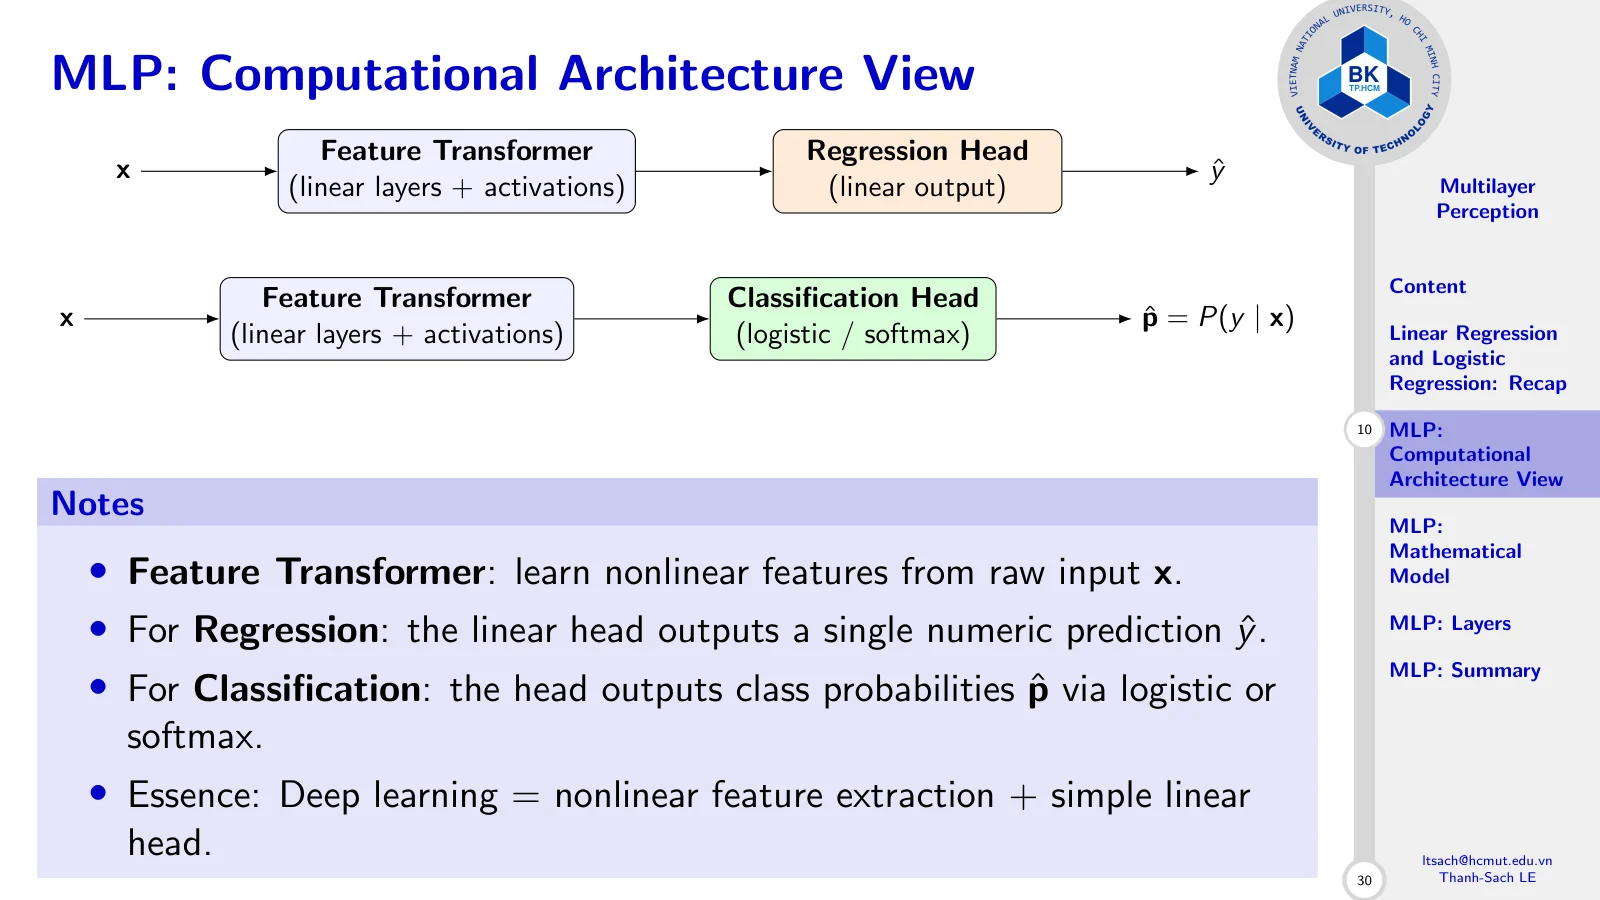 MLP: Computational Architecture View
x
Feature Transformer
(linear layers + activations)
Regression Head
(linear output)
ŷ
x
Feature Transformer
(linear layers + activations)
Classification Head
(logistic / softmax)
p̂ = P(y | x)
Notes
• Feature Transformer: learn nonlinear features from raw input x.
• For Regression: the linear head outputs a single numeric prediction ŷ.
• For Classification: the head outputs class probabilities p̂ via logistic or
softmax.
• Essence: Deep learning = nonlinear feature extraction + simple linear
head.
VIETNAM NATIONAL UNIVERSITY, HO CHI MINH CITY
BK
TP.HCM
UNIVERSITY OF TECHNOLOGY
Multilayer
Perception
Content
Linear Regression
and Logistic
Regression: Recap
10
MLP:
Computational
Architecture View
MLP:
Mathematical
Model
MLP: Layers
MLP: Summary
ltsach@hcmut.edu.vn
Thanh-Sach LE
30